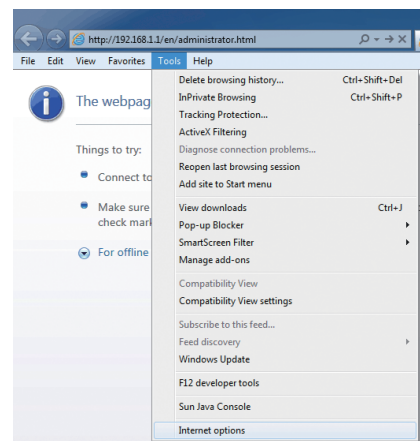 http://192.168.1.1/en/administrator.html
File Edit View Favorites Tools Help
The webpag
Things to try:
Connect to
Make sure
check mark
For offline
Delete browsing history... Ctrl+Shift+Del
InPrivate Browsing Ctrl+Shift+P
Tracking Protection...
ActiveX Filtering
Diagnose connection problems...
Reopen last browsing session
Add site to Start menu
View downloads Ctrl+J
Pop-up Blocker
SmartScreen Filter
Manage add-ons
Compatibility View
Compatibility View settings
Subscribe to this feed...
Feed discovery
Windows Update
F12 developer tools
Sun Java Console
Internet options